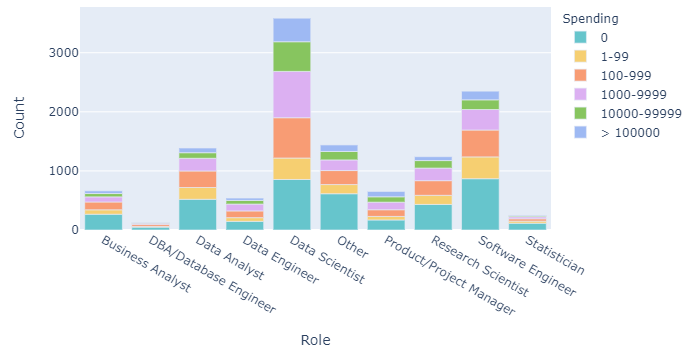 Spending
0
1-99
100-999
1000-9999
10000-99999
> 100000
Count
3000
2000
1000
0
Business Analyst
DBA/Database Engineer
Data Analyst
Data Engineer
Data Scientist
Other
Product/Project Manager
Research Scientist
Software Engineer
Statistician
Role